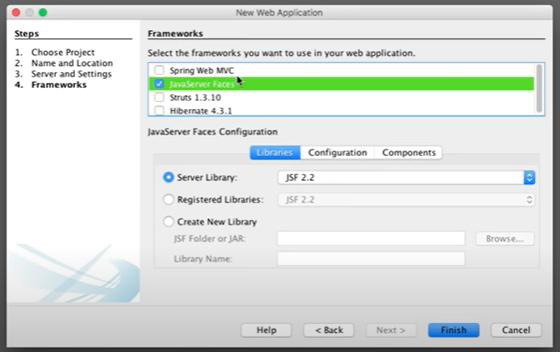 New Web Application
Steps
1. Choose Project
2. Name and Location
3. Server and Settings
4. Frameworks
Frameworks
Select the frameworks you want to use in your web application.
Spring Web MVC
JavaServer Faces
Struts 1.3.10
Hibernate 4.3.1
JavaServer Faces Configuration
Libraries Configuration Components
Server Library: JSF 2.2
Registered Libraries: JSF 2.2
Create New Library
JSF Folder or JAR: Browse...
Library Name:
Help < Back Next > Finish Cancel